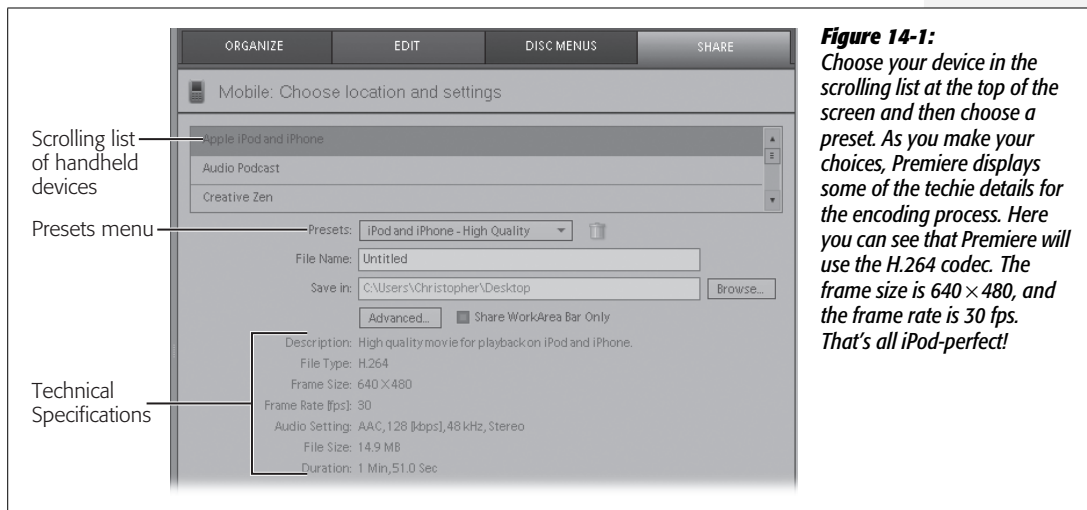 ORGANIZE EDIT DISC MENUS SHARE
Mobile: Choose location and settings
Scrolling list
of handheld
devices
Apple iPod and iPhone
Audio Podcast
Creative Zen
Presets menu
Presets: iPod and iPhone - High Quality
File Name: Untitled
Save in: C:\Users\Christopher\Desktop Browse...
Advanced... Share WorkArea Bar Only
Technical
Specifications
Description: High quality movie for playback on iPod and iPhone.
File Type: H.264
Frame Size: 640 × 480
Frame Rate [fps]: 30
Audio Setting: AAC, 128 [kbps], 48 kHz, Stereo
File Size: 14.9 MB
Duration: 1 Min, 51.0 Sec
Figure 14-1:
Choose your device in the
scrolling list at the top of the
screen and then choose a
preset. As you make your
choices, Premiere displays
some of the techie details for
the encoding process. Here
you can see that Premiere will
use the H.264 codec. The
frame size is 640 × 480, and
the frame rate is 30 fps.
That's all iPod-perfect!